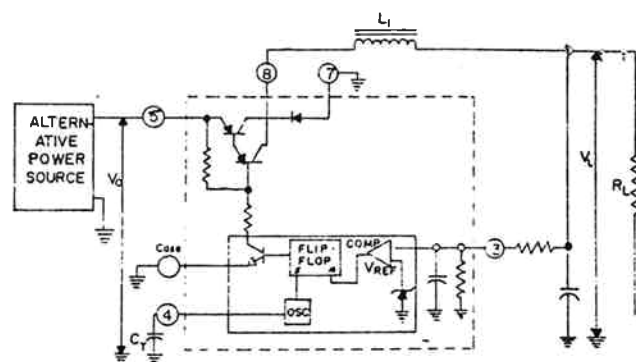 L1
8
7
5
ALTERN-
ATIVE
POWER
SOURCE
Vo
VL
RL
Case
FLIP-
FLOP
COMP
VREF
3
OSC
4
CT